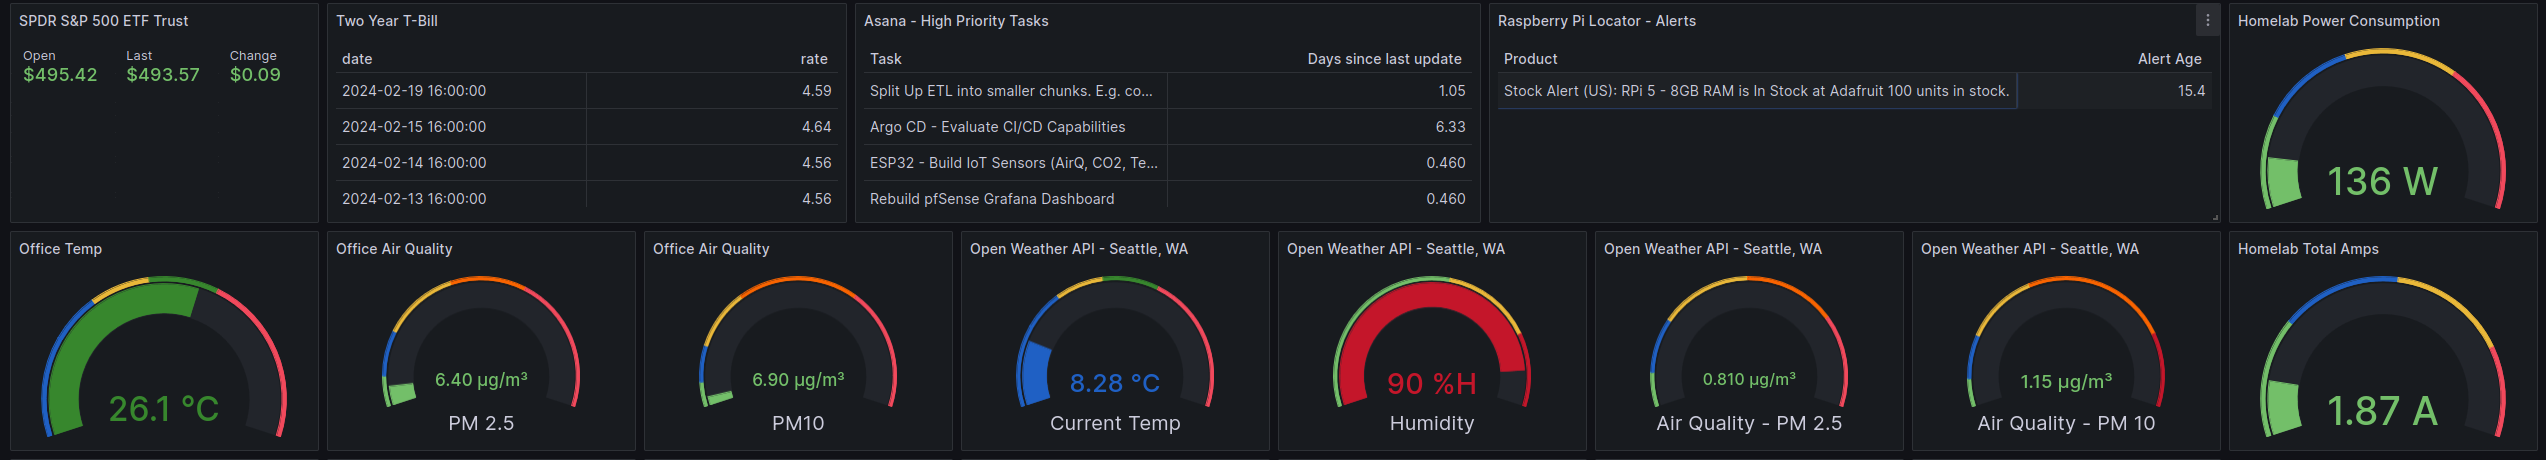 SPDR S&P 500 ETF Trust
Open Last Change
$495.42 $493.57 $0.09
Two Year T-Bill
date rate
2024-02-19 16:00:00 4.59
2024-02-15 16:00:00 4.64
2024-02-14 16:00:00 4.56
2024-02-13 16:00:00 4.56
Asana - High Priority Tasks
Task Days since last update
Split Up ETL into smaller chunks. E.g. co... 1.05
Argo CD - Evaluate CI/CD Capabilities 6.33
ESP32 - Build IoT Sensors (AirQ, CO2, Te... 0.460
Rebuild pfSense Grafana Dashboard 0.460
Raspberry Pi Locator - Alerts
Product Alert Age
Stock Alert (US): RPi 5 - 8GB RAM is In Stock at Adafruit 100 units in stock. 15.4
Homelab Power Consumption
136 W
Office Temp
26.1 °C
Office Air Quality
6.40 µg/m³
PM 2.5
Office Air Quality
6.90 µg/m³
PM10
Open Weather API - Seattle, WA
8.28 °C
Current Temp
Open Weather API - Seattle, WA
90 %H
Humidity
Open Weather API - Seattle, WA
0.810 µg/m³
Air Quality - PM 2.5
Open Weather API - Seattle, WA
1.15 µg/m³
Air Quality - PM 10
Homelab Total Amps
1.87 A